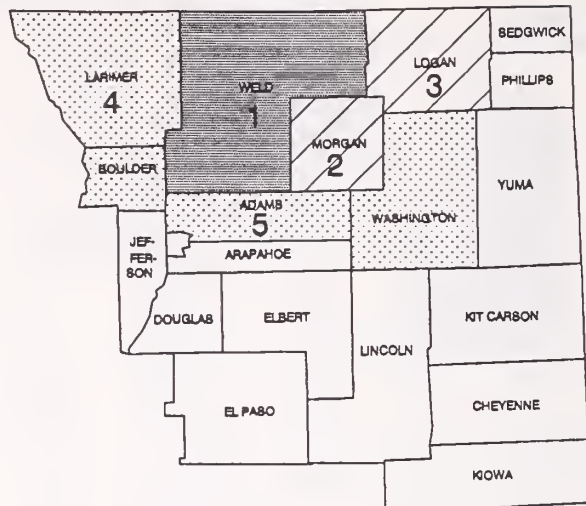 SEDGWICK
LARIMER
4
LOGAN
3
PHILLIPS
WELD
1
MORGAN
2
BOULDER
YUMA
ADAMS
5
WASHINGTON
JEF-
FER-
SON
ARAPAHOE
DOUGLAS
ELBERT
LINCOLN
KIT CARSON
EL PASO
CHEYENNE
KIOWA